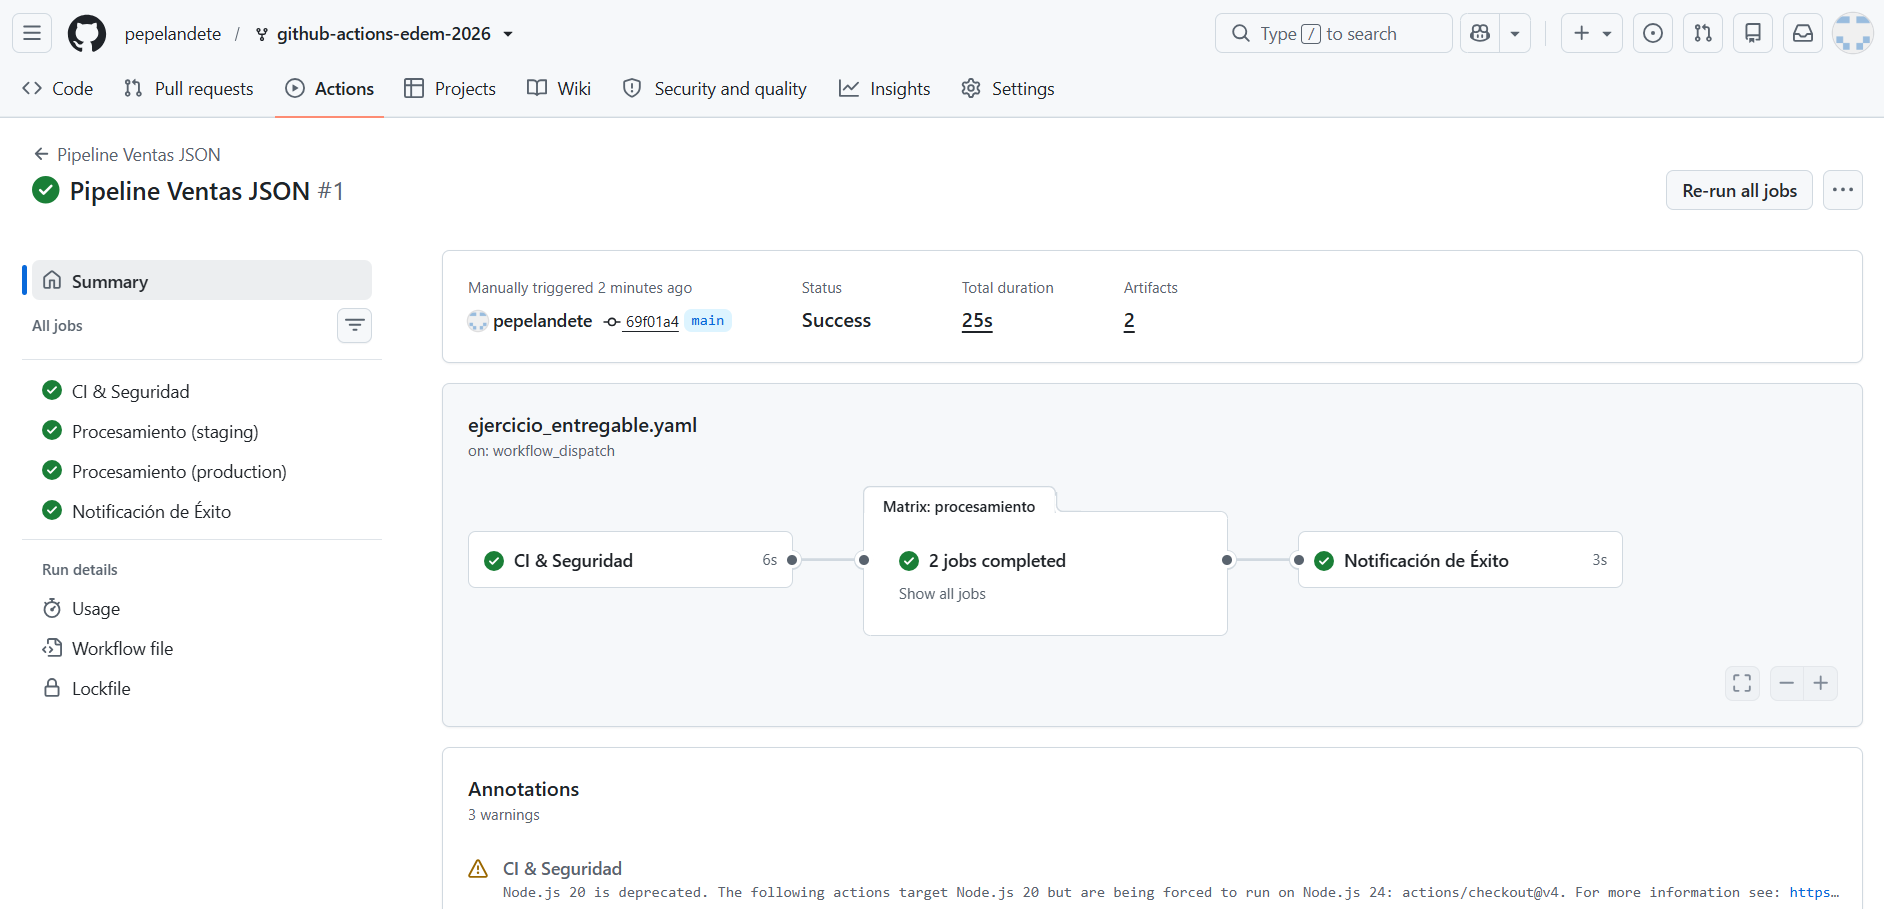 pepelandete / github-actions-edem-2026
Type / to search
Code
Pull requests
Actions
Projects
Wiki
Security and quality
Insights
Settings
Pipeline Ventas JSON
Pipeline Ventas JSON #1
Re-run all jobs
Summary
All jobs
CI & Seguridad
Procesamiento (staging)
Procesamiento (production)
Notificación de Éxito
Run details
Usage
Workflow file
Lockfile
Manually triggered 2 minutes ago
pepelandete 69f01a4 main
Status
Success
Total duration
25s
Artifacts
2
ejercicio_entregable.yaml
on: workflow_dispatch
CI & Seguridad 6s
Matrix: procesamiento
2 jobs completed
Show all jobs
Notificación de Éxito 3s
Annotations
3 warnings
CI & Seguridad
Node.js 20 is deprecated. The following actions target Node.js 20 but are being forced to run on Node.js 24: actions/checkout@v4. For more information see: https…